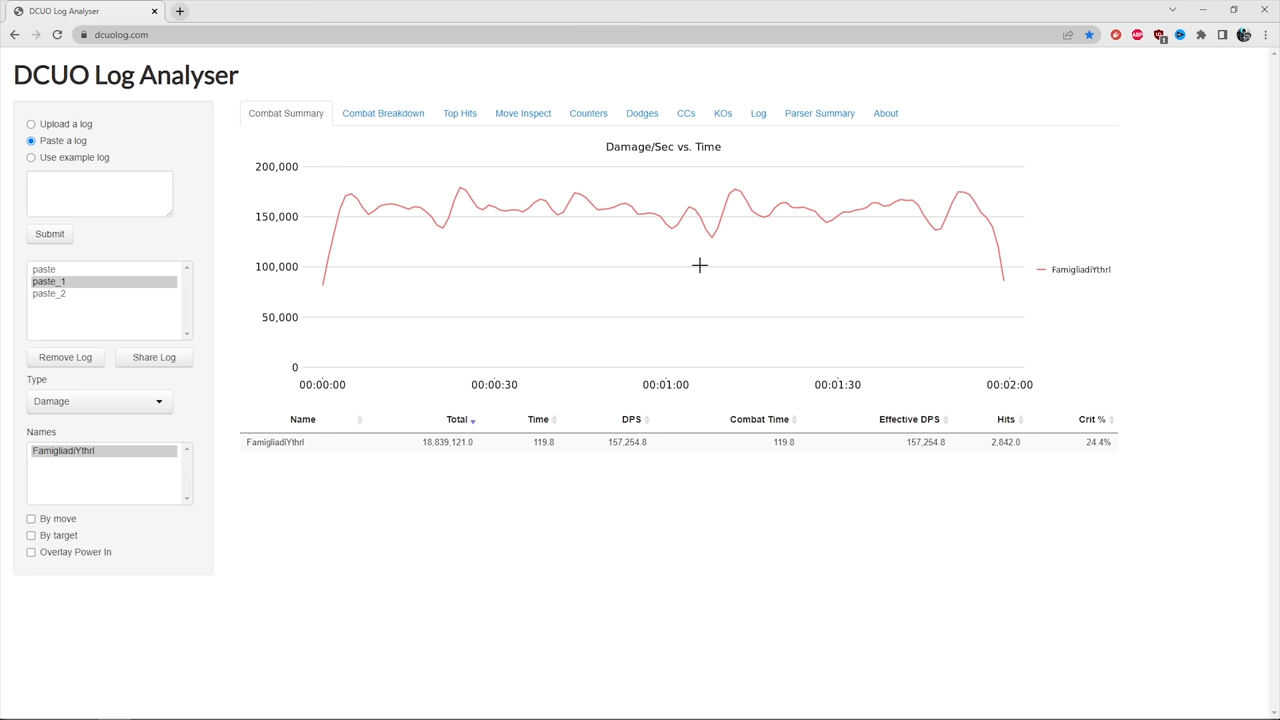 DCUO Log Analyser
dcuolog.com
DCUO Log Analyser
Upload a log
Paste a log
Use example log
Submit
paste
paste_1
paste_2
Remove Log Share Log
Type
Damage
Names
FamigliadiYthrl
By move
By target
Overlay Power In
Combat Summary Combat Breakdown Top Hits Move Inspect Counters Dodges CCs KOs Log Parser Summary About
Damage/Sec vs. Time
200,000
150,000
100,000
50,000
0
00:00:00 00:00:30 00:01:00 00:01:30 00:02:00
FamigliadiYthrl
Name Total Time DPS Combat Time Effective DPS Hits Crit %
FamigliadiYthrl 18,839,121.0 119.8 157,254.8 119.8 157,254.8 2,842.0 24.4%